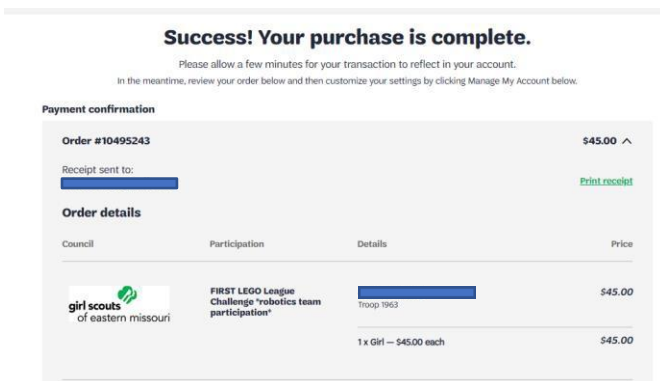 Success! Your purchase is complete.
Please allow a few minutes for your transaction to reflect in your account.
In the meantime, review your order below and then customize your settings by clicking Manage My Account below.
Payment confirmation
Order #10495243
$45.00
Receipt sent to:
Print receipt
Order details
Council
Participation
Details
Price
girl scouts
of eastern missouri
FIRST LEGO League
Challenge *robotics team
participation*
Troop 1963
$45.00
1 x Girl — $45.00 each
$45.00